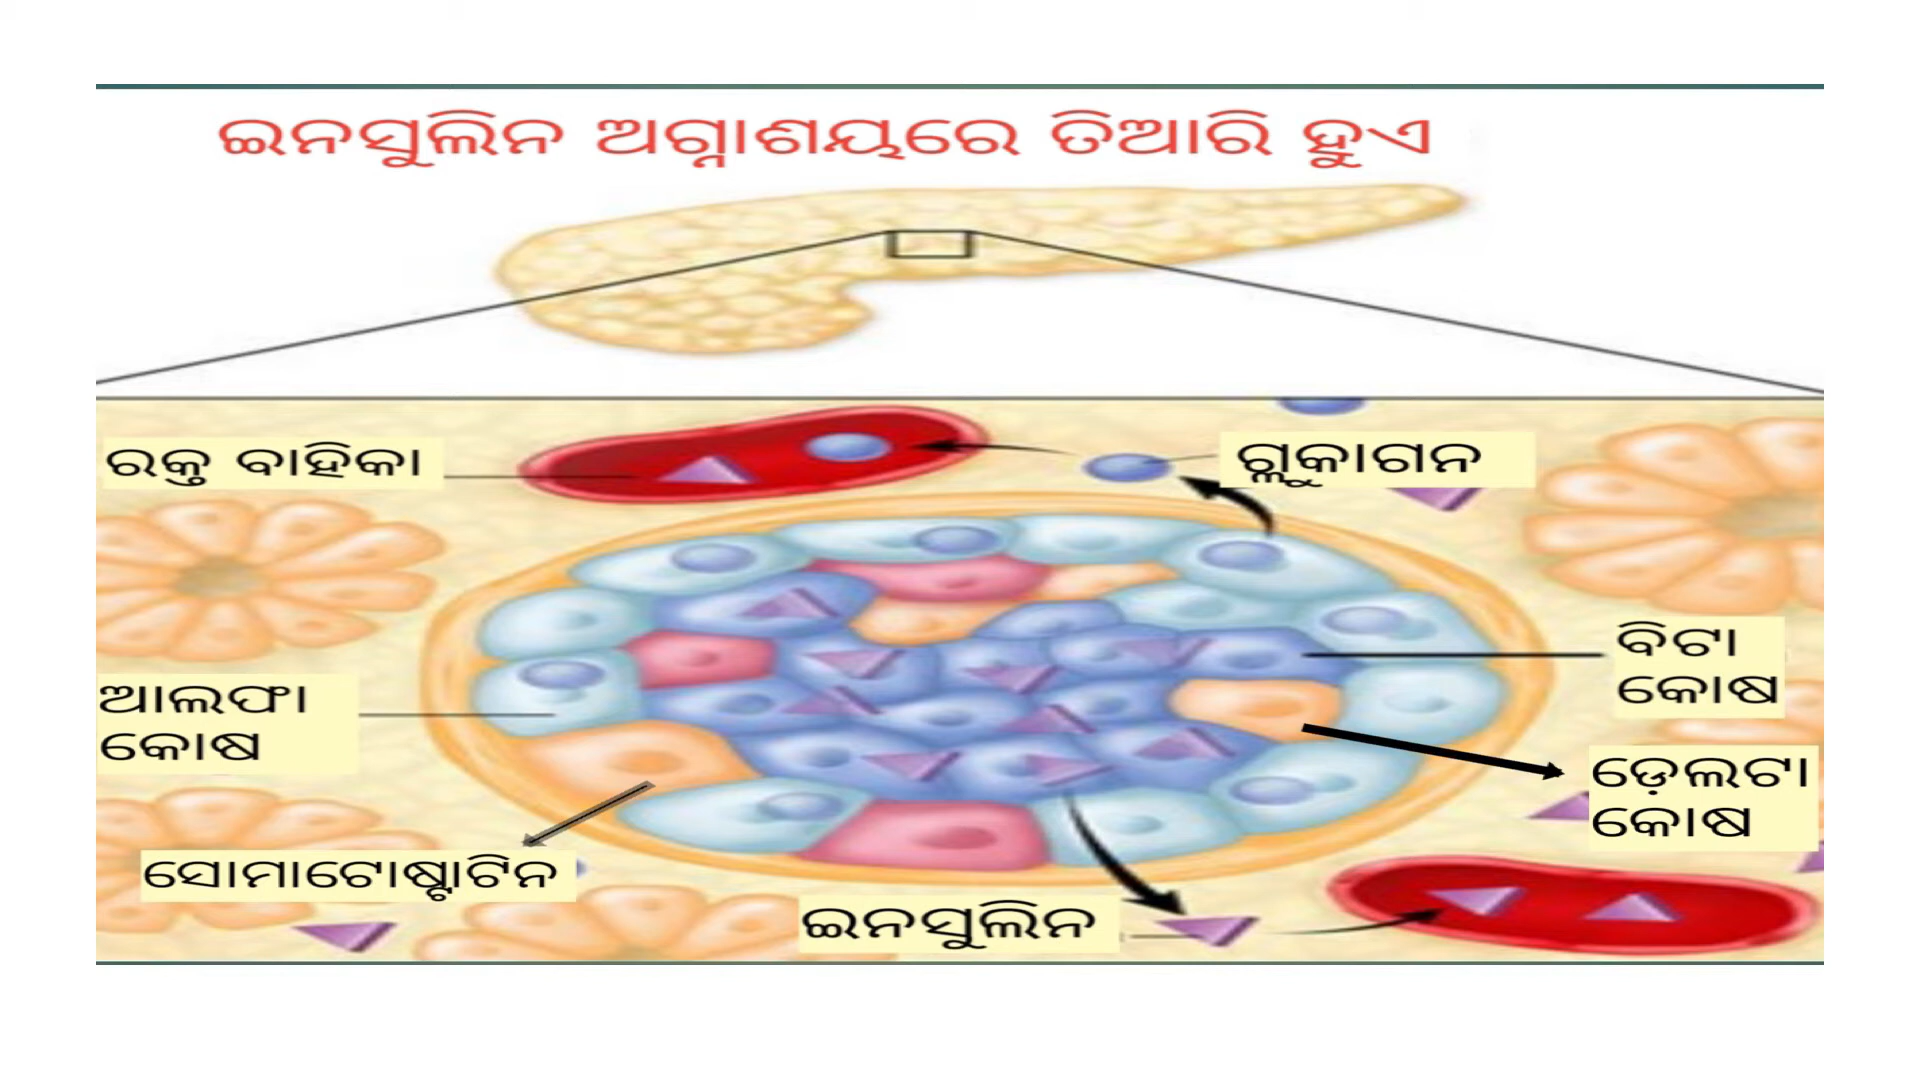 ଇନସୁଲିନ ଅଗ୍ନାଶୟରେ ତିଆରି ହୁଏ
ରକ୍ତ ବାହିକା
ଗ୍ଲୁକାଗନ
ବିଟା
କୋଷ
ଆଲଫା
କୋଷ
ଡ଼େଲଟା
କୋଷ
ସୋମାଟୋଷ୍ଟାଟିନ
ଇନସୁଲିନ